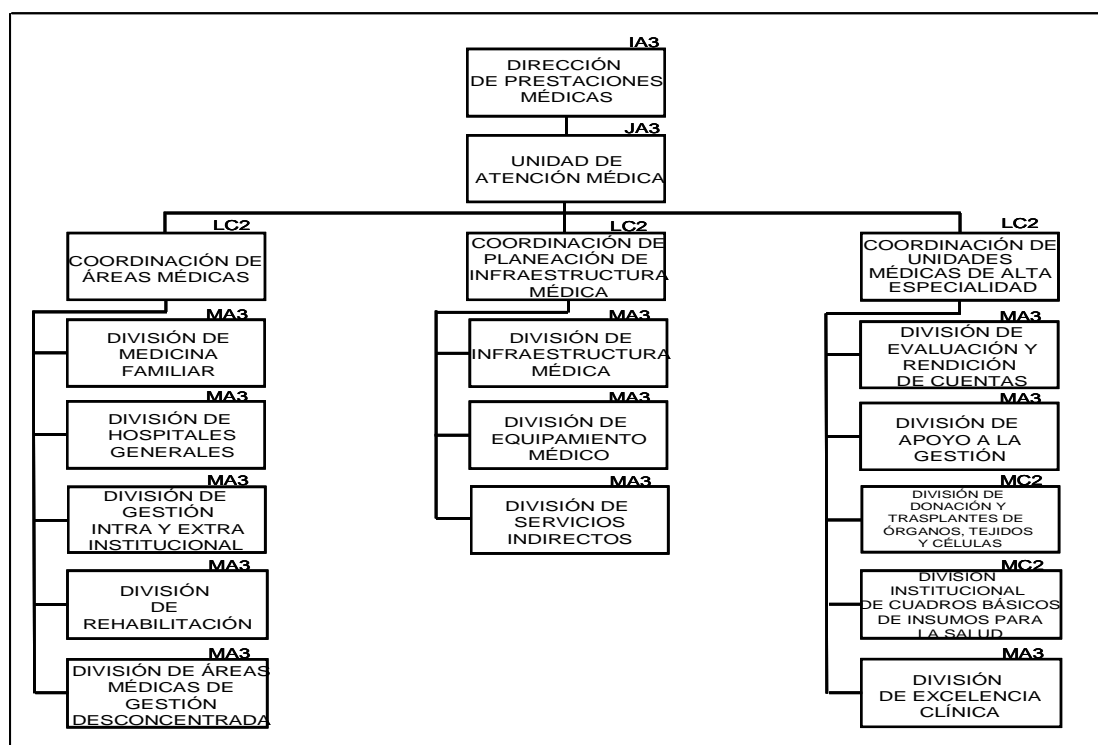 IA3
DIRECCIÓN
DE PRESTACIONES
MÉDICAS
JA3
UNIDAD DE
ATENCIÓN MÉDICA
LC2
COORDINACIÓN DE
ÁREAS MÉDICAS
MA3
DIVISIÓN DE
MEDICINA
FAMILIAR
MA3
DIVISIÓN DE
HOSPITALES
GENERALES
MA3
DIVISIÓN DE
GESTIÓN
INTRA Y EXTRA
INSTITUCIONAL
MA3
DIVISIÓN
DE
REHABILITACIÓN
MA3
DIVISIÓN DE ÁREAS
MÉDICAS DE
GESTIÓN
DESCONCENTRADA
LC2
COORDINACIÓN DE
PLANEACIÓN DE
INFRAESTRUCTURA
MÉDICA
MA3
DIVISIÓN DE
INFRAESTRUCTURA
MÉDICA
MA3
DIVISIÓN DE
EQUIPAMIENTO
MÉDICO
MA3
DIVISIÓN DE
SERVICIOS
INDIRECTOS
LC2
COORDINACIÓN DE
UNIDADES
MÉDICAS DE ALTA
ESPECIALIDAD
MA3
DIVISIÓN DE
EVALUACIÓN Y
RENDICIÓN
DE CUENTAS
MA3
DIVISIÓN DE
APOYO A LA
GESTIÓN
MC2
DIVISIÓN DE
DONACIÓN Y
TRASPLANTES DE
ÓRGANOS, TEJIDOS
Y CÉLULAS
MC2
DIVISIÓN
INSTITUCIONAL
DE CUADROS BÁSICOS
DE INSUMOS PARA
LA SALUD
MA3
DIVISIÓN
DE EXCELENCIA
CLÍNICA